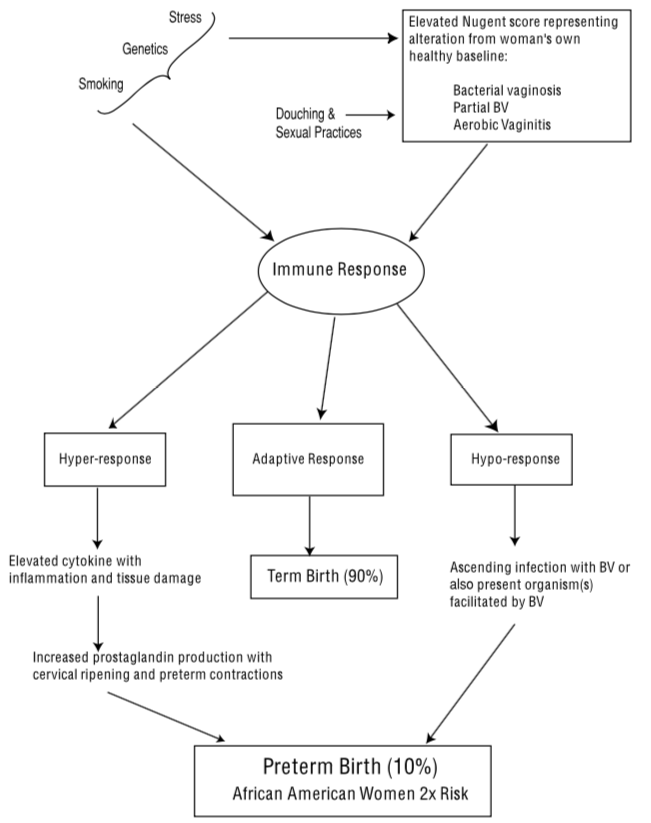 Stress
Genetics
Smoking
Elevated Nugent score representing
alteration from woman's own
healthy baseline:
Bacterial vaginosis
Partial BV
Aerobic Vaginitis
Douching &
Sexual Practices
Immune Response
Hyper-response
Adaptive Response
Hypo-response
Elevated cytokine with
inflammation and tissue damage
Term Birth (90%)
Ascending infection with BV or
also present organism(s)
facilitated by BV
Increased prostaglandin production with
cervical ripening and preterm contractions
Preterm Birth (10%)
African American Women 2x Risk